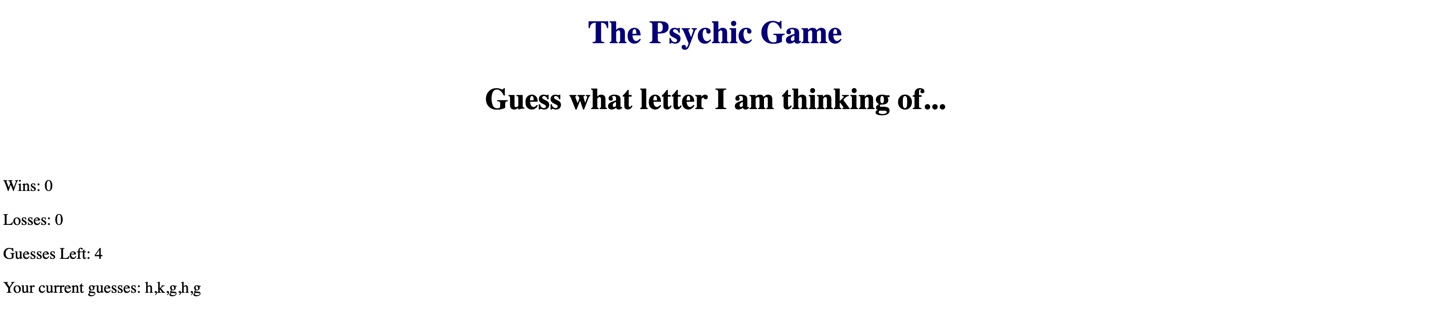 The Psychic Game
Guess what letter I am thinking of...
Wins: 0
Losses: 0
Guesses Left: 4
Your current guesses: h,k,g,h,g